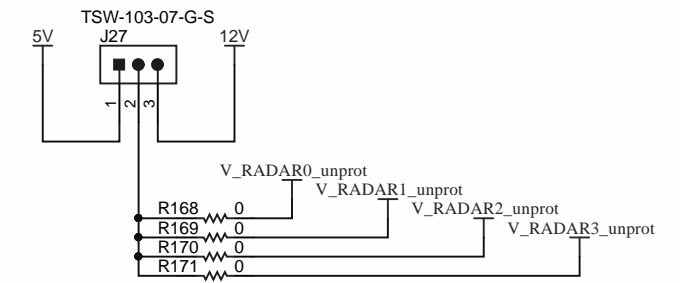 TSW-103-07-G-S
5V
J27
12V
1
2
3
V_RADAR0_unprot
V_RADAR1_unprot
R168 0
V_RADAR2_unprot
R169 0
V_RADAR3_unprot
R170 0
R171 0